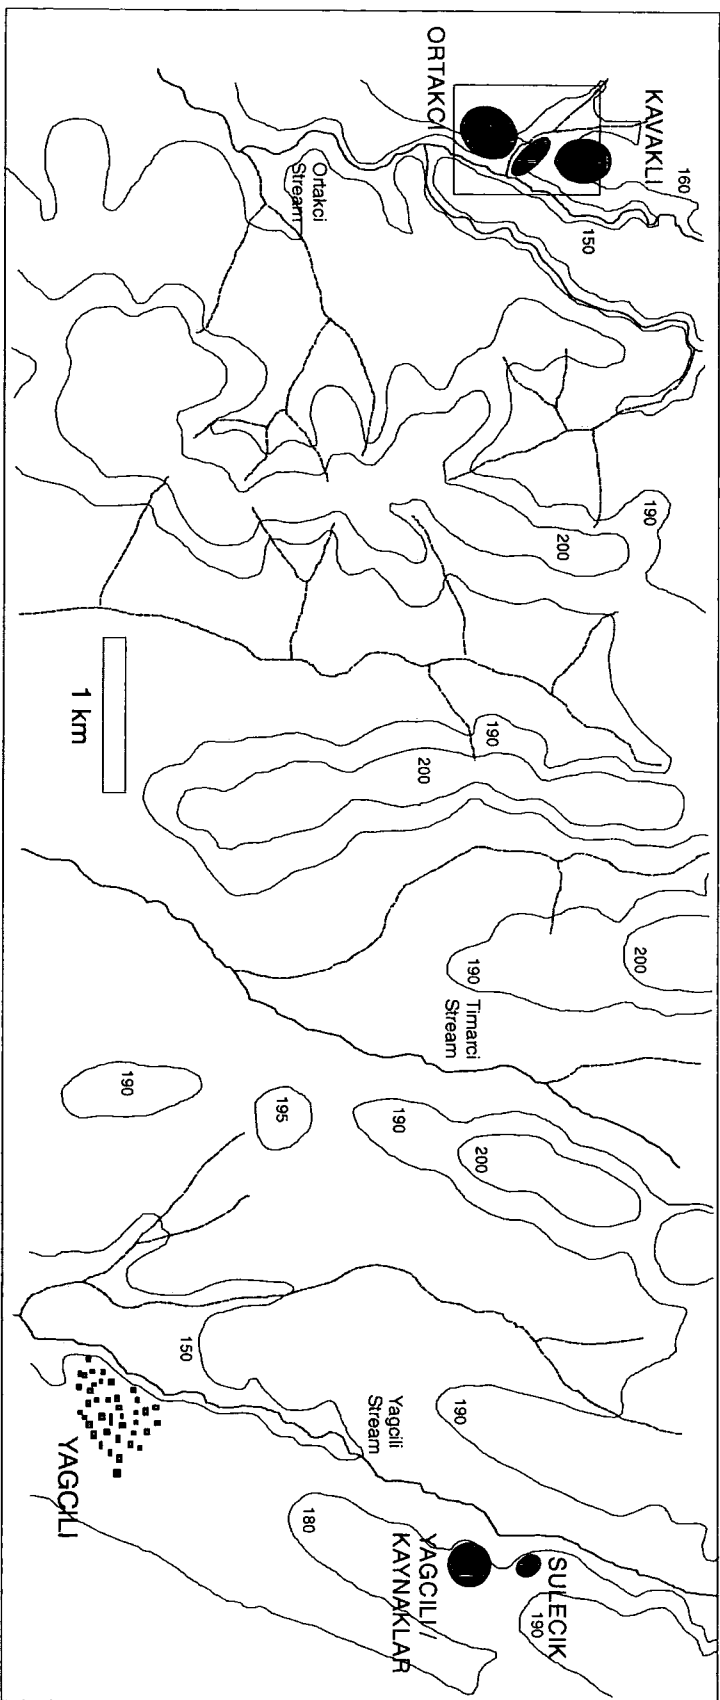 ORTAKCI
KAVAKLI
160
150
Ortakci
Stream
190
200
1 km
190
200
200
190
Timarci
Stream
190
195
190
200
150
Yagcili
Stream
190
YAGCILI
180
YAGCILI /
KAYNAKLAR
SULECIK
190